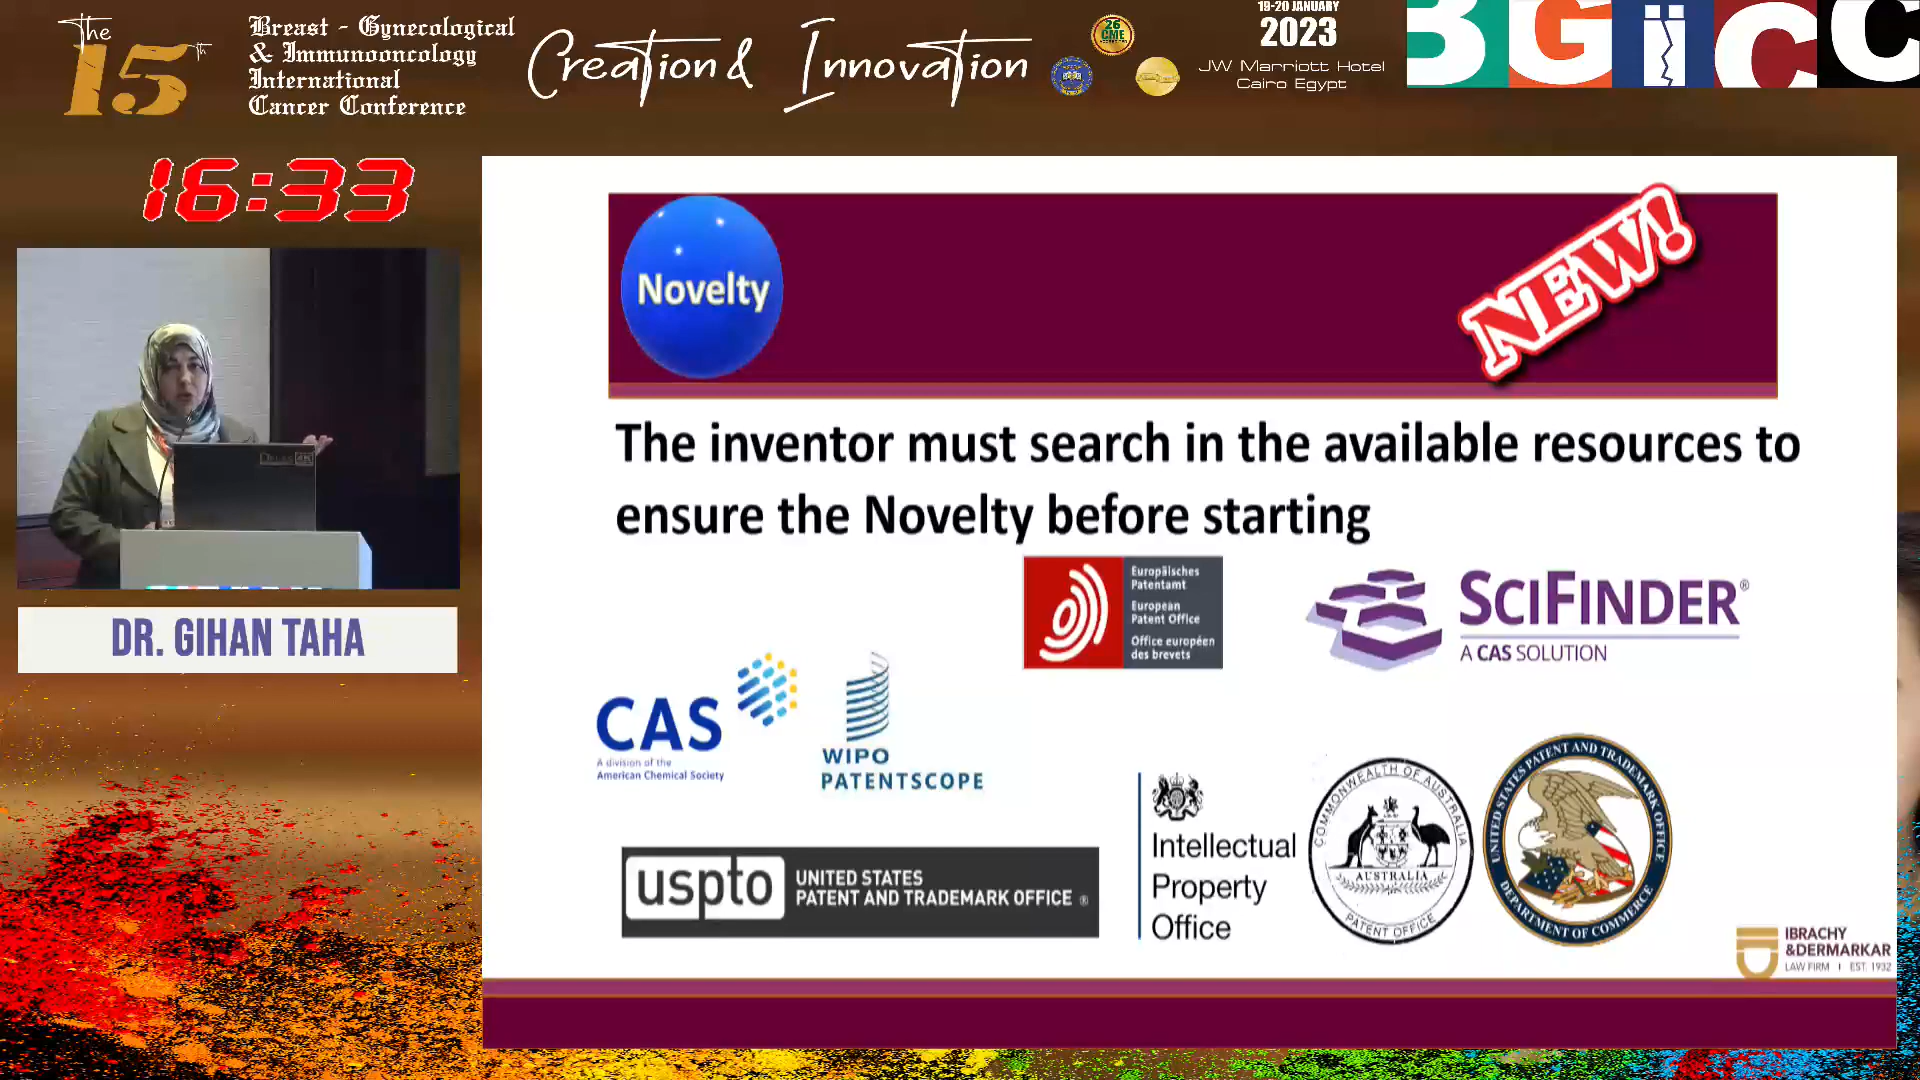 The
15th
Breast - Gynecological
& Immunooncology
International
Cancer Conference
Creation & Innovation
26
CME
19-20 JANUARY
2023
JW Marriott Hotel
Cairo Egypt
BGICC
16:33
DR. GIHAN TAHA
Novelty
NEW!
The inventor must search in the available resources to
ensure the Novelty before starting
Europäisches
Patentamt
European
Patent Office
Office européen
des brevets
SCIFINDER®
A CAS SOLUTION
CAS
A division of the
American Chemical Society
WIPO
PATENTSCOPE
uspto
UNITED STATES
PATENT AND TRADEMARK OFFICE ®
Intellectual
Property
Office
COMMONWEALTH OF AUSTRALIA
AUSTRALIA
PATENT OFFICE
UNITED STATES PATENT AND TRADEMARK OFFICE
DEPARTMENT OF COMMERCE
IBRACHY
&DERMARKAR
LAW FIRM | EST. 1932